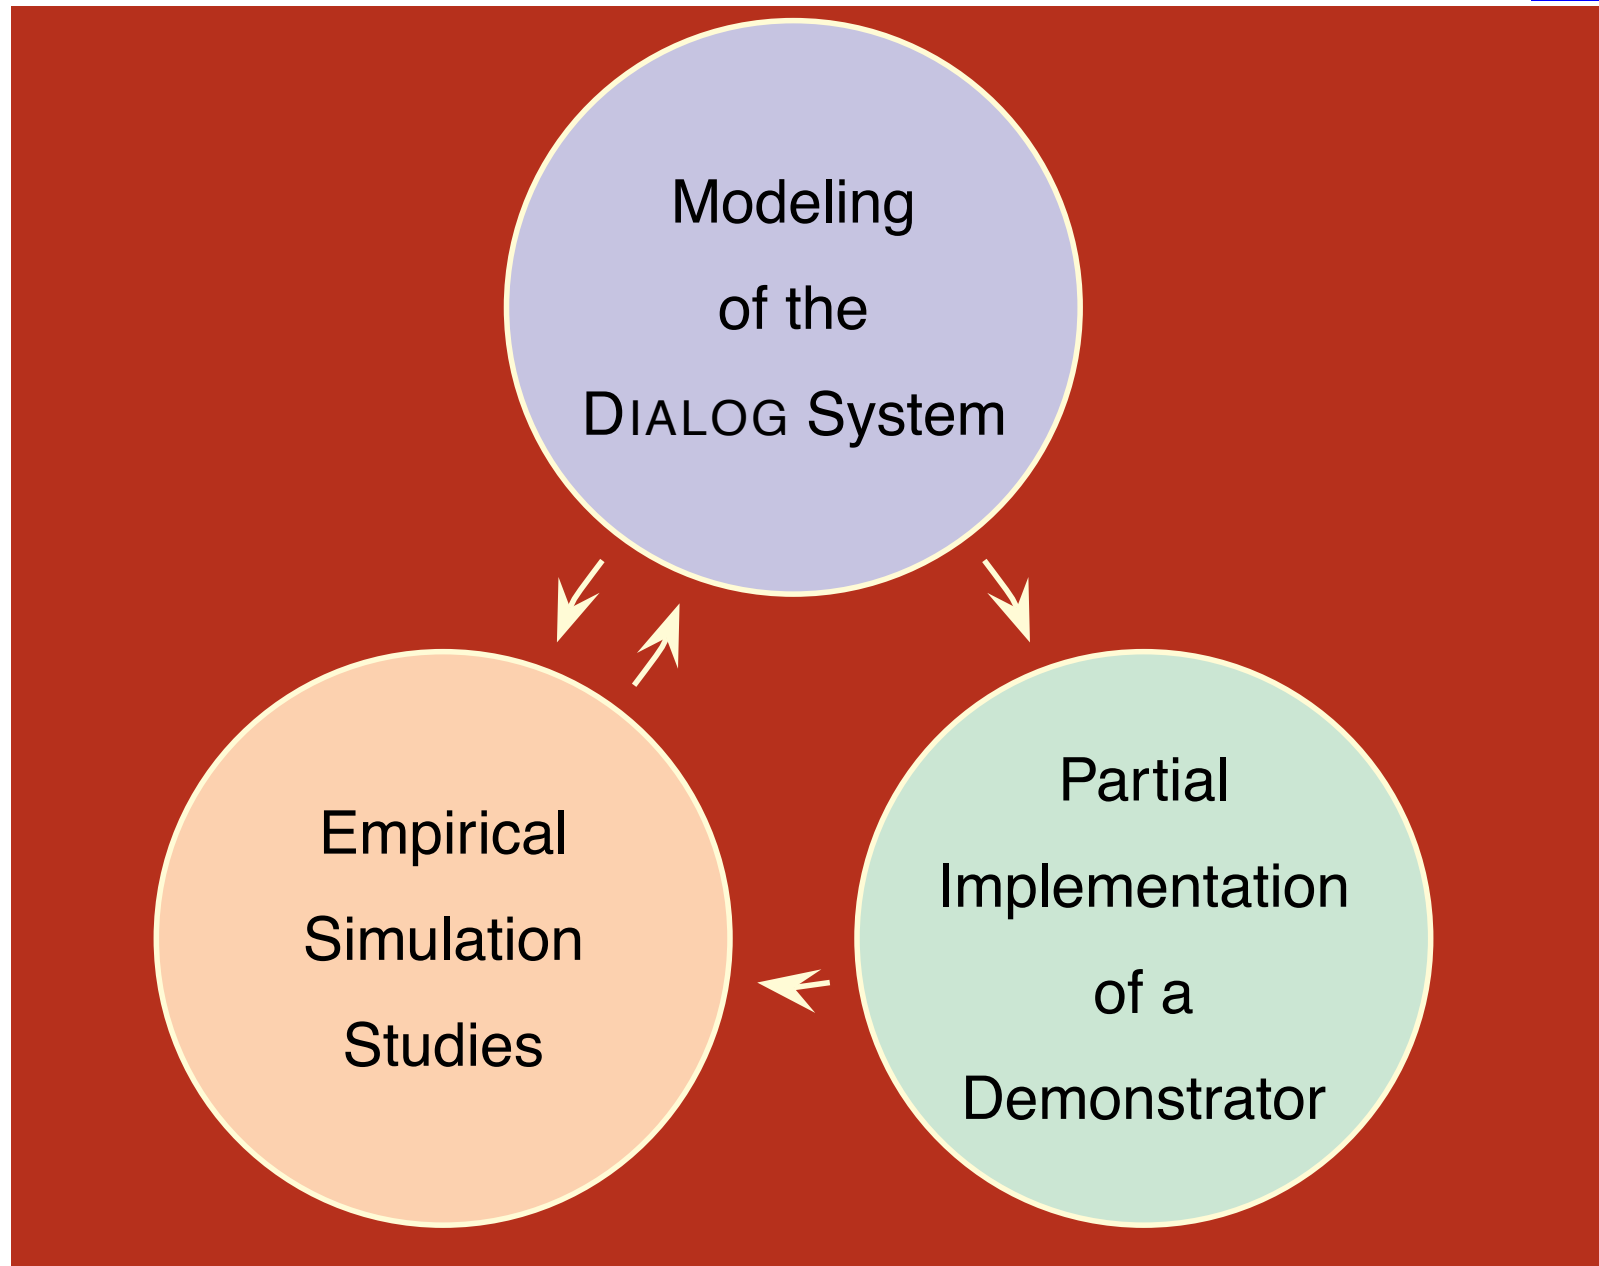 Modeling
of the
DIALOG System
Empirical
Simulation
Studies
Partial
Implementation
of a
Demonstrator